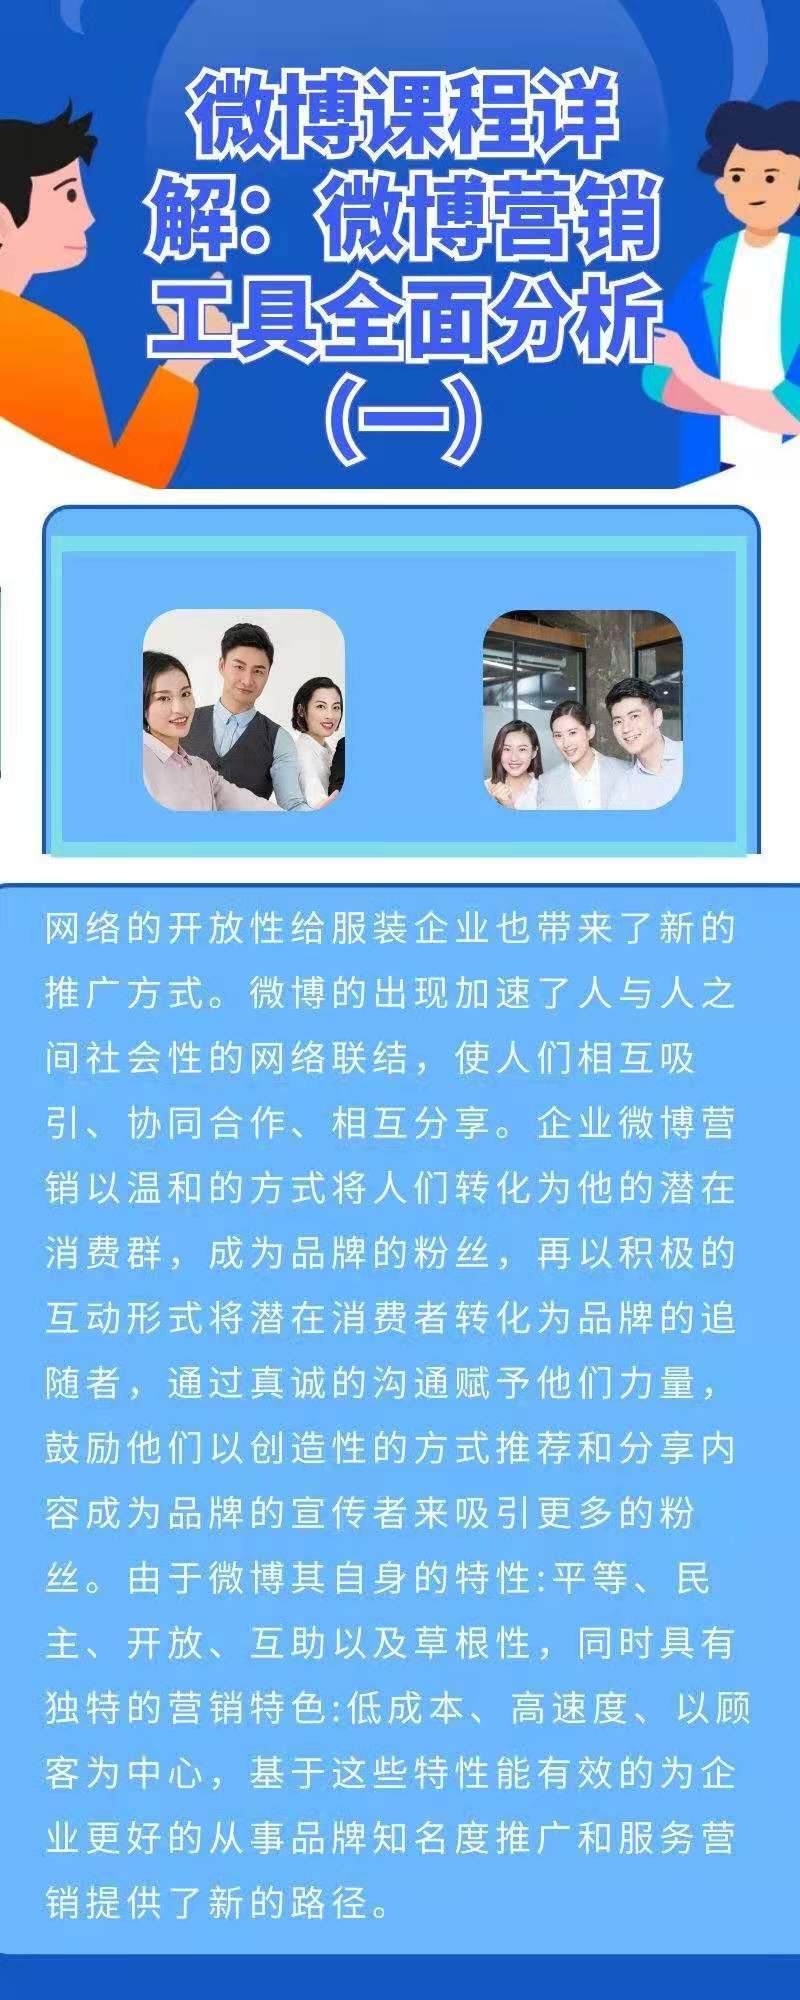 微博课程详
解：微博营销
工具全面分析
（一）
网络的开放性给服装企业也带来了新的
推广方式。微博的出现加速了人与人之
间社会性的网络联结，使人们相互吸
引、协同合作、相互分享。企业微博营
销以温和的方式将人们转化为他的潜在
消费群，成为品牌的粉丝，再以积极的
互动形式将潜在消费者转化为品牌的追
随者，通过真诚的沟通赋予他们力量，
鼓励他们以创造性的方式推荐和分享内
容成为品牌的宣传者来吸引更多的粉
丝。由于微博其自身的特性:平等、民
主、开放、互助以及草根性，同时具有
独特的营销特色:低成本、高速度、以顾
客为中心，基于这些特性能有效的为企
业更好的从事品牌知名度推广和服务营
销提供了新的路径。